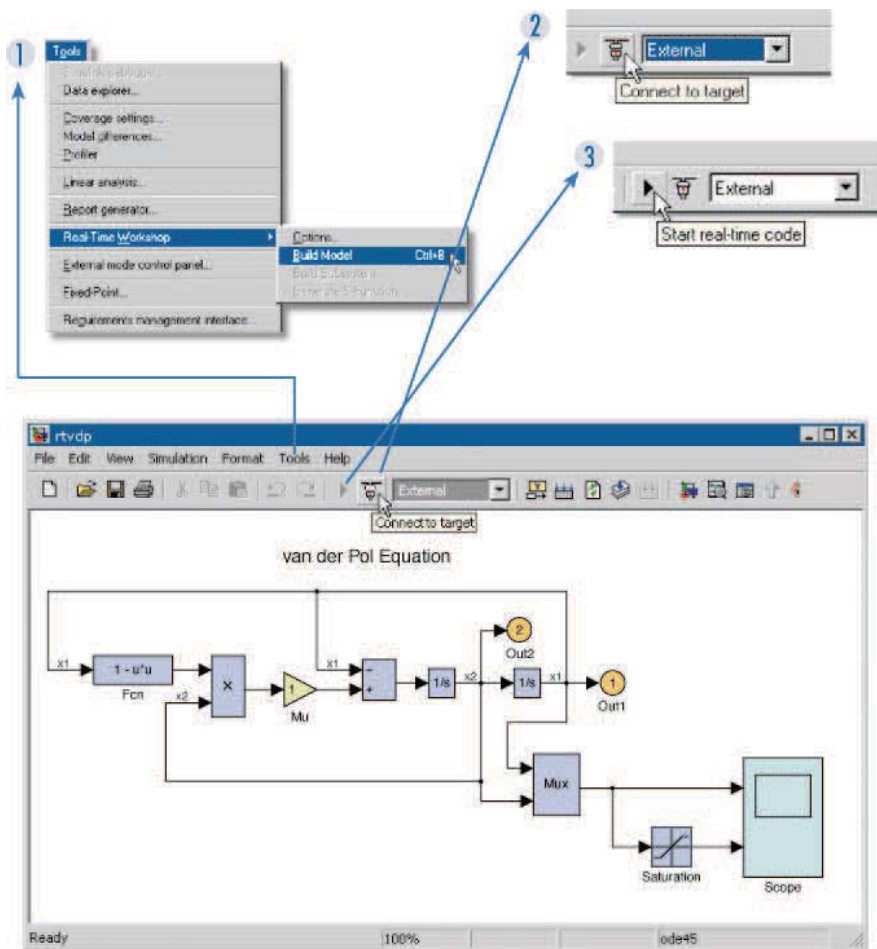 1
Tools
Data explorer...
Coverage settings...
Model differences...
Profiler
Linear analysis...
Report generator...
Real-Time Workshop
External mode control panel...
Fixed-Point...
Requirements management interface...
Options...
Build Model Ctrl+B
Build Subsystem...
Generate S-Function...
2
External
Connect to target
3
External
Start real-time code
rtvdp
File Edit View Simulation Format Tools Help
External
Connect to target
van der Pol Equation
x1
1 - u*u
Fcn
x2
×
1
Mu
x1
−
+
1/s
x2
1/s
x1
2
Out2
1
Out1
Mux
Saturation
Scope
Ready 100% ode45